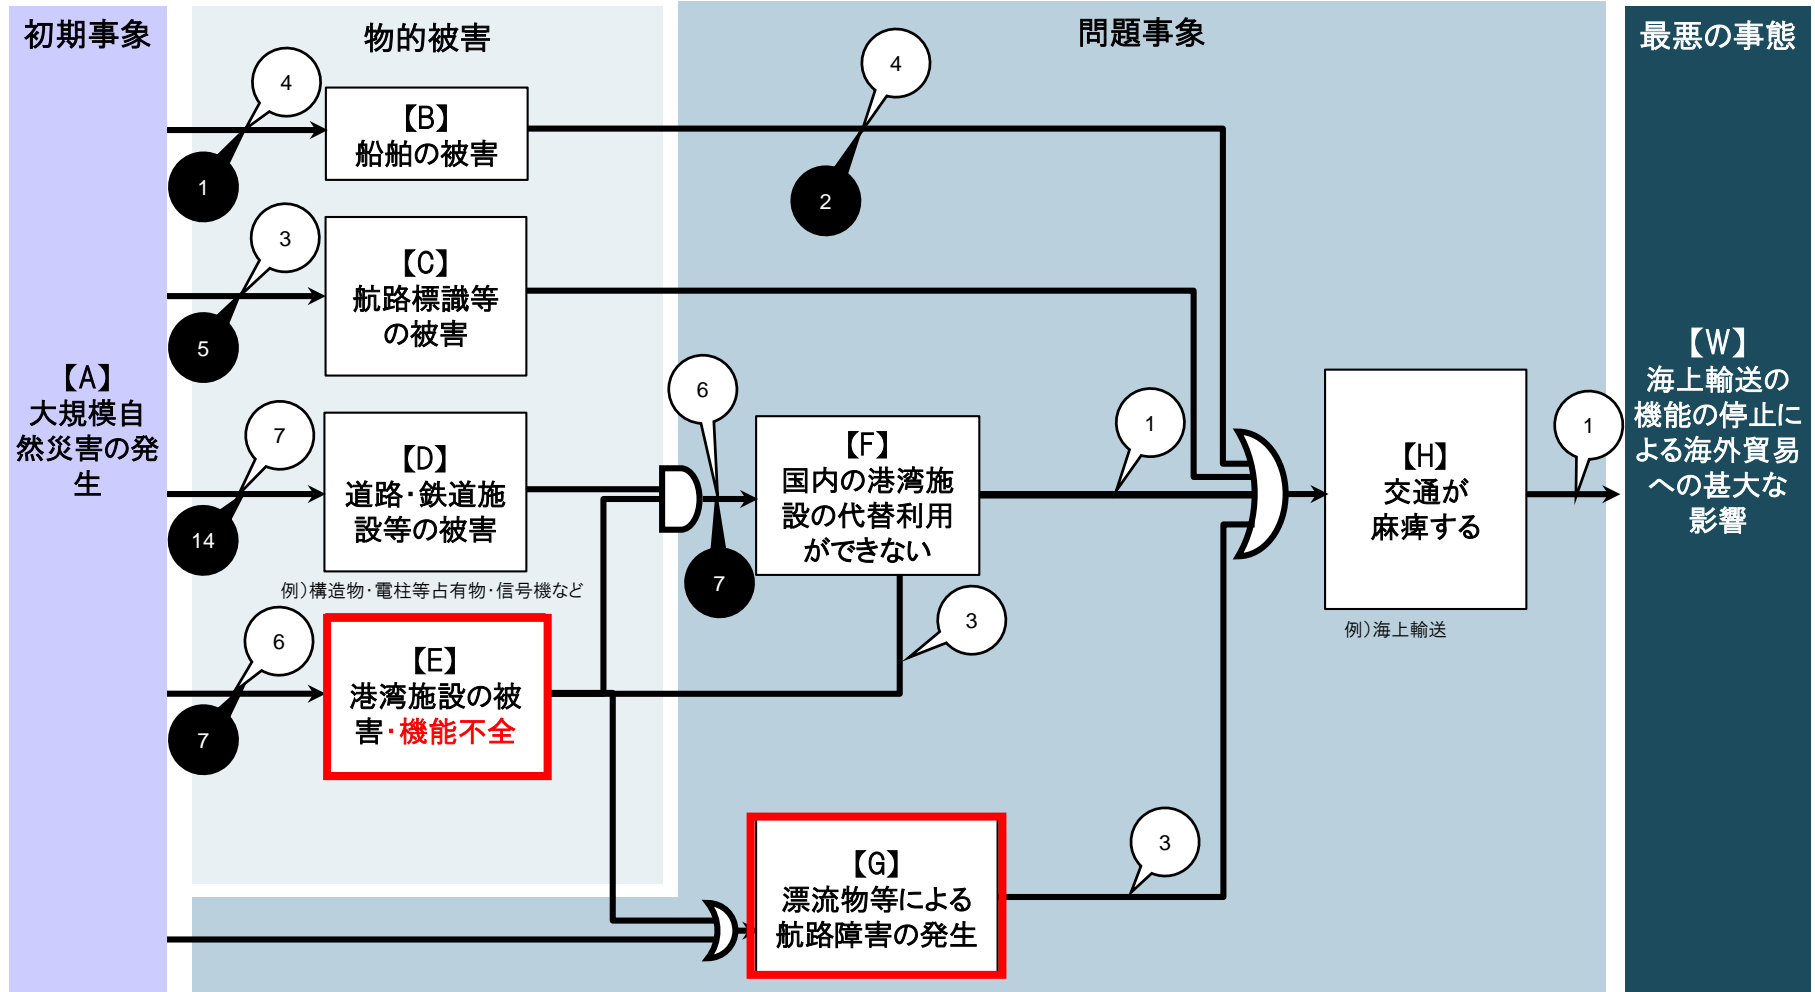 初期事象
物的被害
問題事象
最悪の事態
【A】
大規模自
然災害の発
生
4
1
【B】
船舶の被害
4
2
3
5
【C】
航路標識等
の被害
7
14
【D】
道路・鉄道施
設等の被害
例)構造物・電柱等占有物・信号機など
6
7
【E】
港湾施設の被
害・機能不全
6
7
【F】
国内の港湾施
設の代替利用
ができない
1
3
【G】
漂流物等による
航路障害の発生
3
【H】
交通が
麻痺する
例)海上輸送
1
【W】
海上輸送の
機能の停止に
よる海外貿易
への甚大な
影響